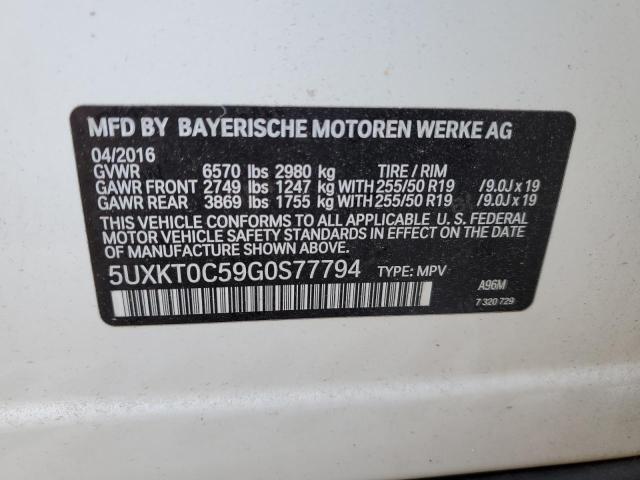 MFD BY BAYERISCHE MOTOREN WERKE AG
04/2016
GVWR 6570 lbs 2980 kg TIRE / RIM
GAWR FRONT 2749 lbs 1247 kg WITH 255/50 R19 /9.0J x 19
GAWR REAR 3869 lbs 1755 kg WITH 255/50 R19 /9.0J x 19
THIS VEHICLE CONFORMS TO ALL APPLICABLE U. S. FEDERAL
MOTOR VEHICLE SAFETY STANDARDS IN EFFECT ON THE DATE
OF MANUFACTURE SHOWN ABOVE.
5UXKT0C59G0S77794 TYPE: MPV
A96M
7 320 729